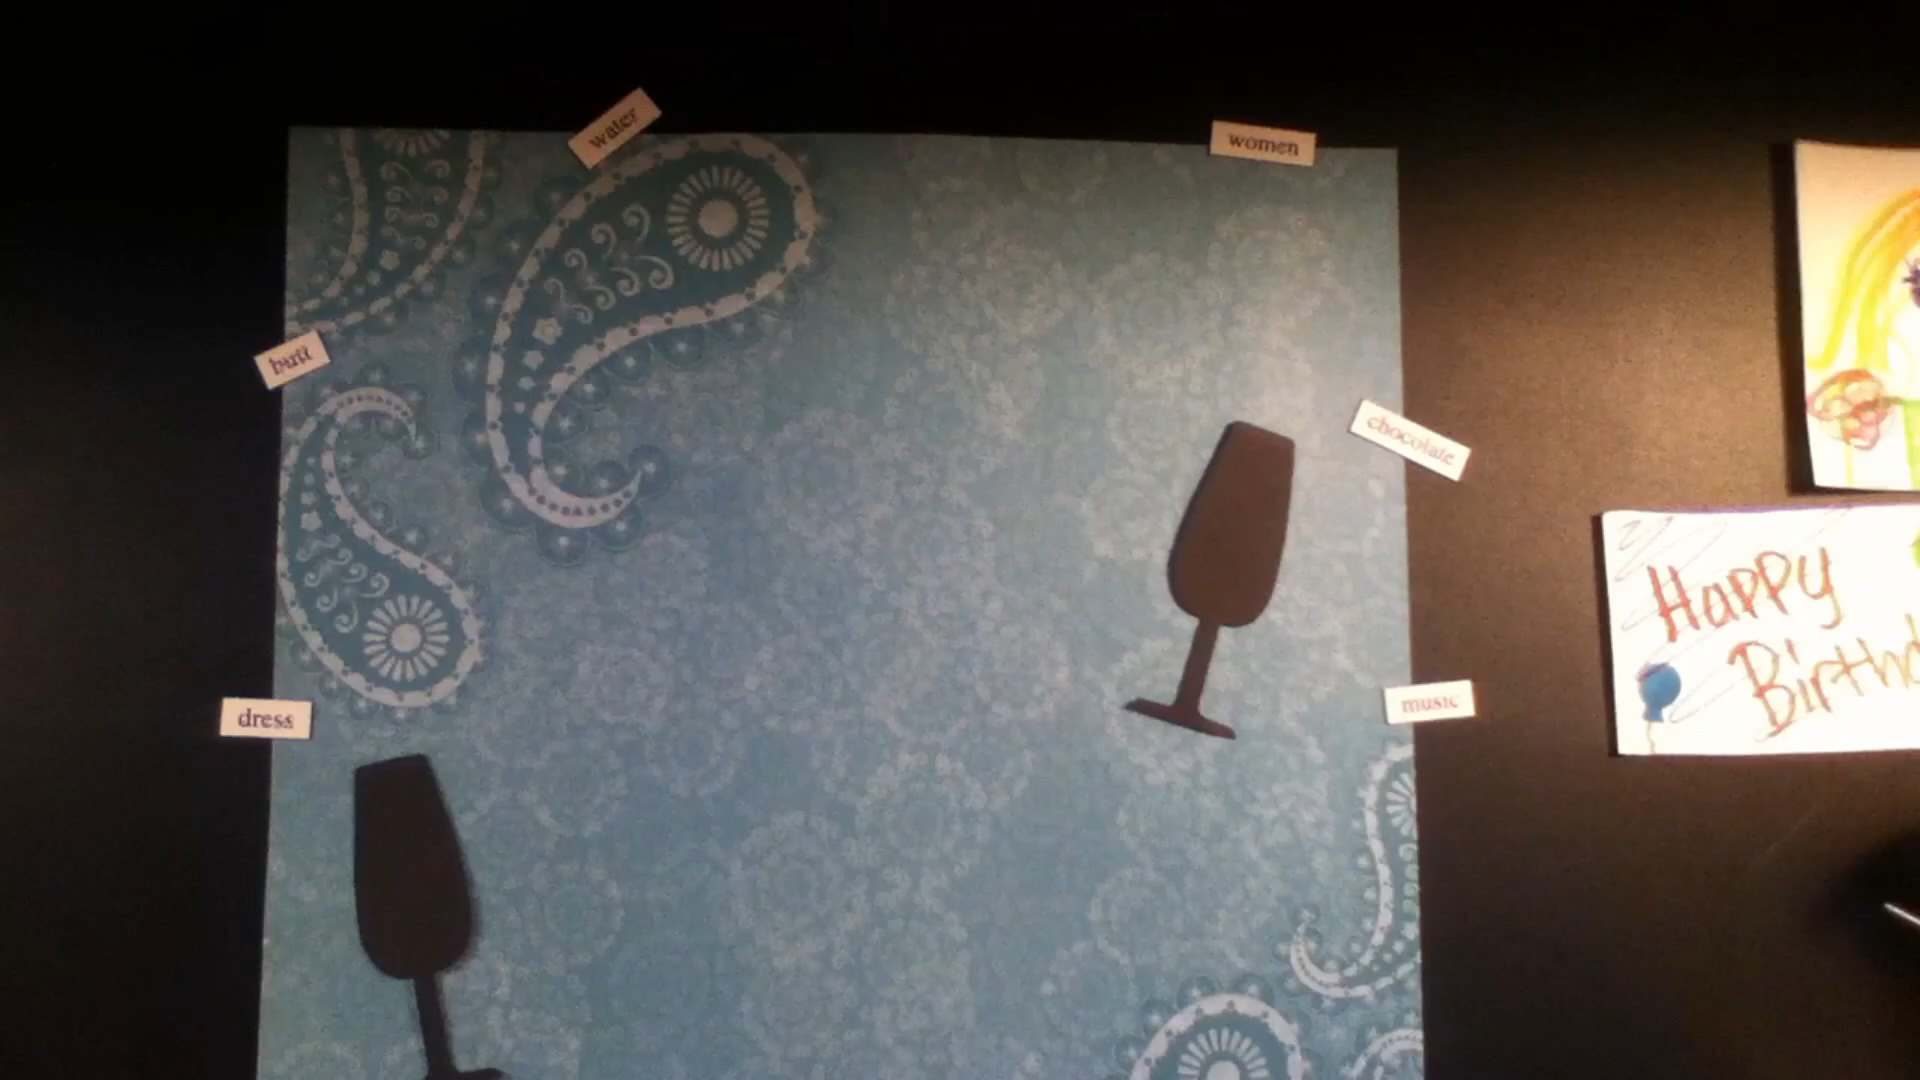 water
women
chocolate
dress
music
Happy
Birthd